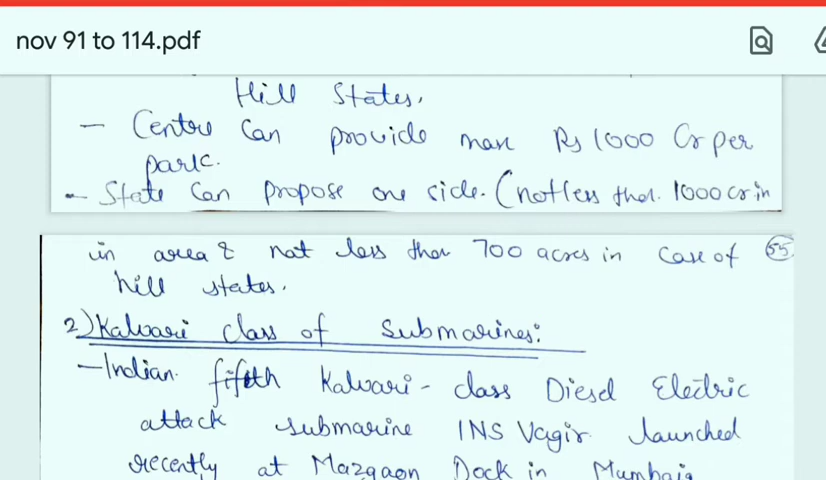 nov 91 to 114.pdf
Hill States.
- Centre Can provide max Rs 1000 Cr per
park.
- State Can propose one side. (not less than 1000 cr in
in area & not less than 700 acres in case of 55
hill states.
2) Kalvari class of Submarines:
- Indian fifth Kalvari - class Diesel Electric
attack submarine INS Vagir launched
recently at Mazgaon Dock in Mumbai